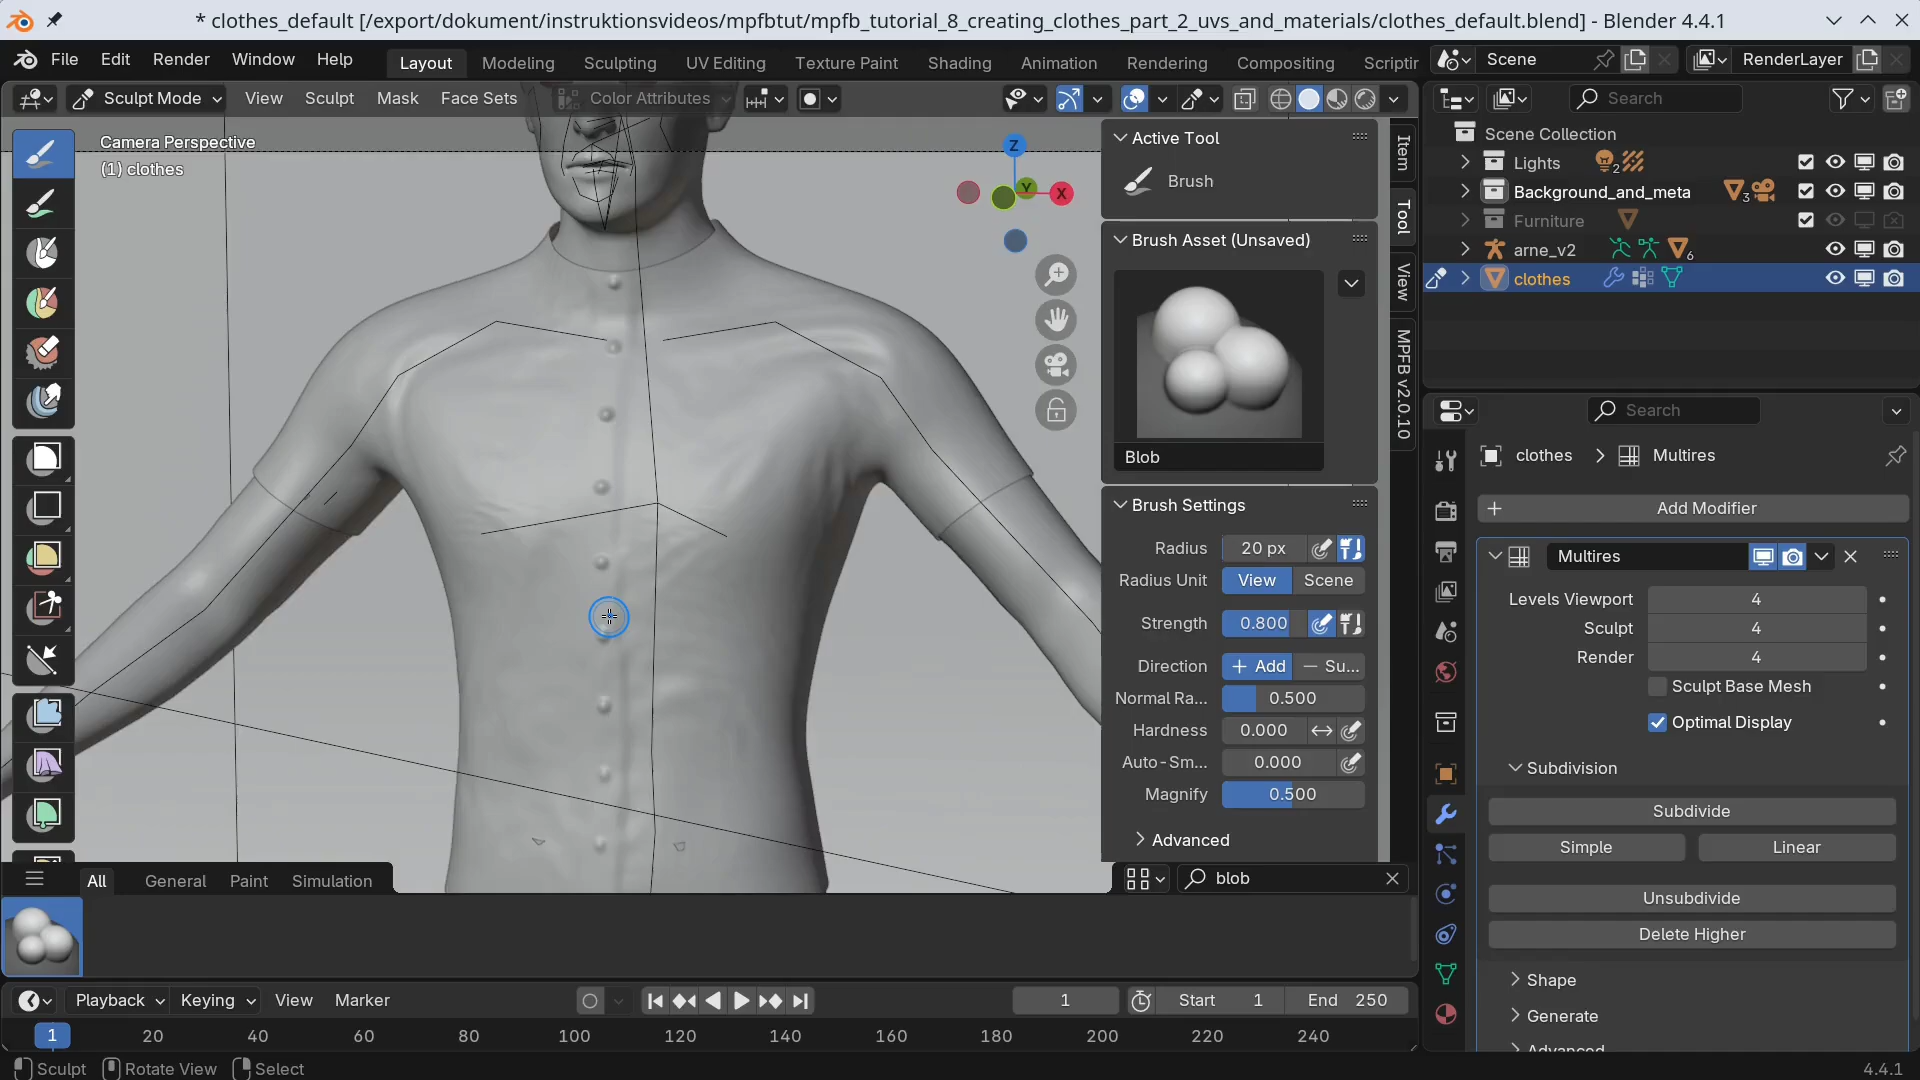 * clothes_default [/export/dokument/instruktionsvideos/mpfbtut/mpfb_tutorial_8_creating_clothes_part_2_uvs_and_materials/clothes_default.blend] - Blender 4.4.1
File Edit Render Window Help Layout Modeling Sculpting UV Editing Texture Paint Shading Animation Rendering Compositing Scriptin Scene RenderLayer
Sculpt Mode View Sculpt Mask Face Sets Color Attributes Search
Camera Perspective
(1) clothes
Z
Y
X
Active Tool
Brush
Brush Asset (Unsaved)
Blob
Brush Settings
Radius 20 px
Radius Unit View Scene
Strength 0.800
Direction + Add − Su...
Normal Ra... 0.500
Hardness 0.000
Auto-Sm... 0.000
Magnify 0.500
Advanced
Item
Tool
View
MPFB v2.0.10
Scene Collection
Lights 2
Background_and_meta 3
Furniture
arne_v2 6
clothes
Search
clothes > Multires
+ Add Modifier
Multires
Levels Viewport 4
Sculpt 4
Render 4
Sculpt Base Mesh
Optimal Display
Subdivision
Subdivide
Simple Linear
Unsubdivide
Delete Higher
Shape
Generate
Advanced
All General Paint Simulation blob
Playback Keying View Marker 1 Start 1 End 250
1 20 40 60 80 100 120 140 160 180 200 220 240
Sculpt Rotate View Select 4.4.1